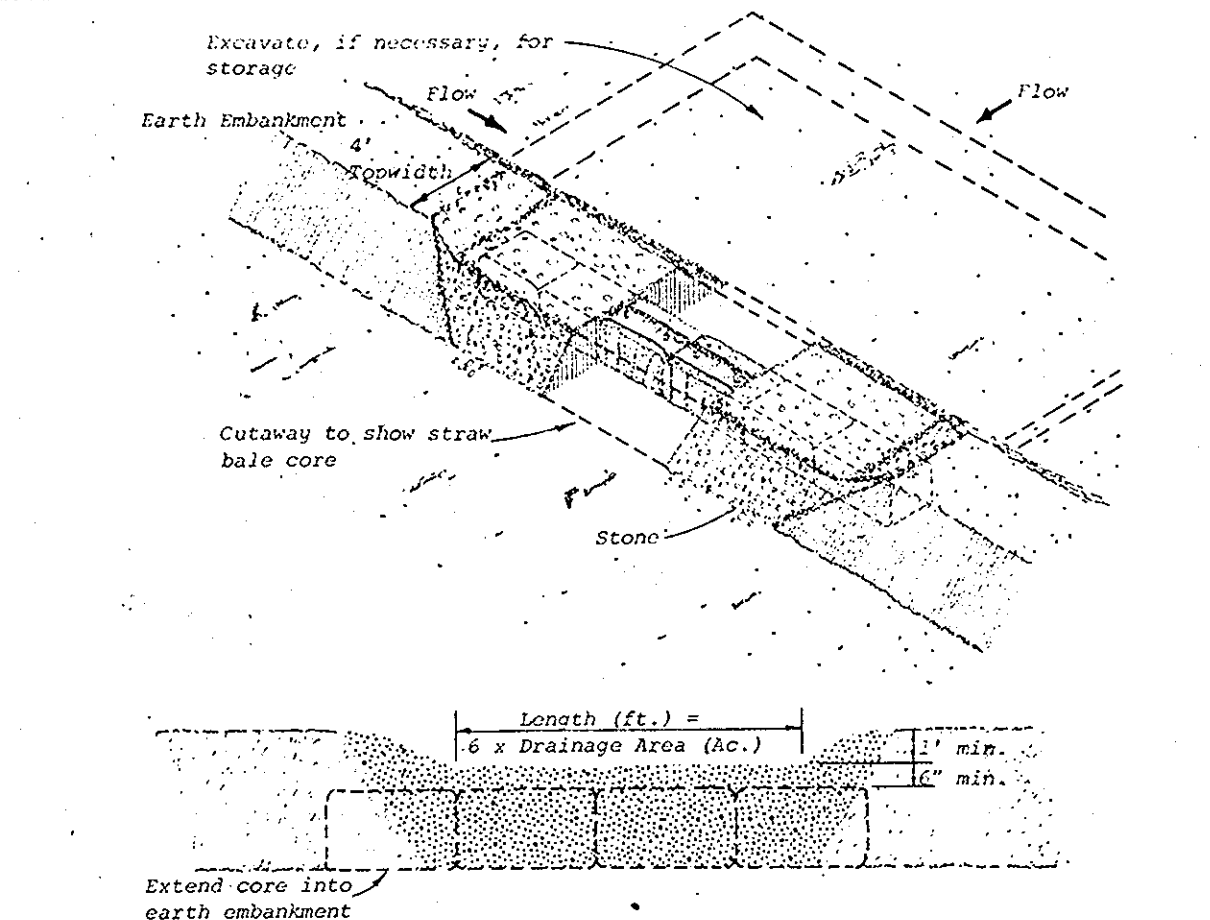 Excavate, if necessary, for
storage
Flow
Flow
Earth Embankment
4'
Topwidth
Cutaway to show straw
bale core
Stone
Length (ft.) =
6 x Drainage Area (Ac.)
1' min.
6" min.
Extend core into
earth embankment